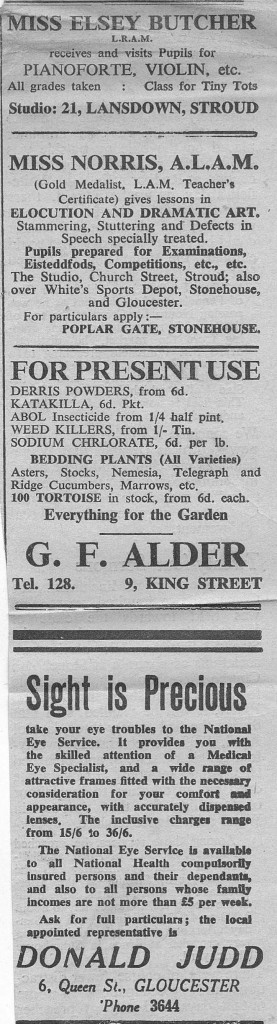 MISS ELSEY BUTCHER
L.R.A.M.
receives and visits Pupils for
PIANOFORTE, VIOLIN, etc.
All grades taken : Class for Tiny Tots
Studio: 21, LANSDOWN, STROUD
MISS NORRIS, A.L.A.M.
(Gold Medalist, L.A.M. Teacher's
Certificate) gives lessons in
ELOCUTION AND DRAMATIC ART.
Stammering, Stuttering and Defects in
Speech specially treated.
Pupils prepared for Examinations,
Eisteddfods, Competitions, etc., etc.
The Studio, Church Street, Stroud; also
over White's Sports Depot, Stonehouse,
and Gloucester.
For particulars apply :—
POPLAR GATE, STONEHOUSE.
FOR PRESENT USE
DERRIS POWDERS, from 6d.
KATAKILLA, 6d. Pkt.
ABOL Insecticide from 1/4 half pint.
WEED KILLERS, from 1/- Tin.
SODIUM CHRLORATE, 6d. per lb.
BEDDING PLANTS (All Varieties)
Asters, Stocks, Nemesia, Telegraph and
Ridge Cucumbers, Marrows, etc.
100 TORTOISE in stock, from 6d. each.
Everything for the Garden
G. F. ALDER
Tel. 128. 9, KING STREET
Sight is Precious
take your eye troubles to the National
Eye Service. It provides you with
the skilled attention of a Medical
Eye Specialist, and a wide range of
attractive frames fitted with the necessary
consideration for your comfort and
appearance, with accurately dispensed
lenses. The inclusive charges range
from 15/6 to 36/6.
The National Eye Service is available
to all National Health compulsorily
insured persons and their dependants,
and also to all persons whose family
incomes are not more than £5 per week.
Ask for full particulars; the local
appointed representative is
DONALD JUDD
6, Queen St., GLOUCESTER
'Phone 3644